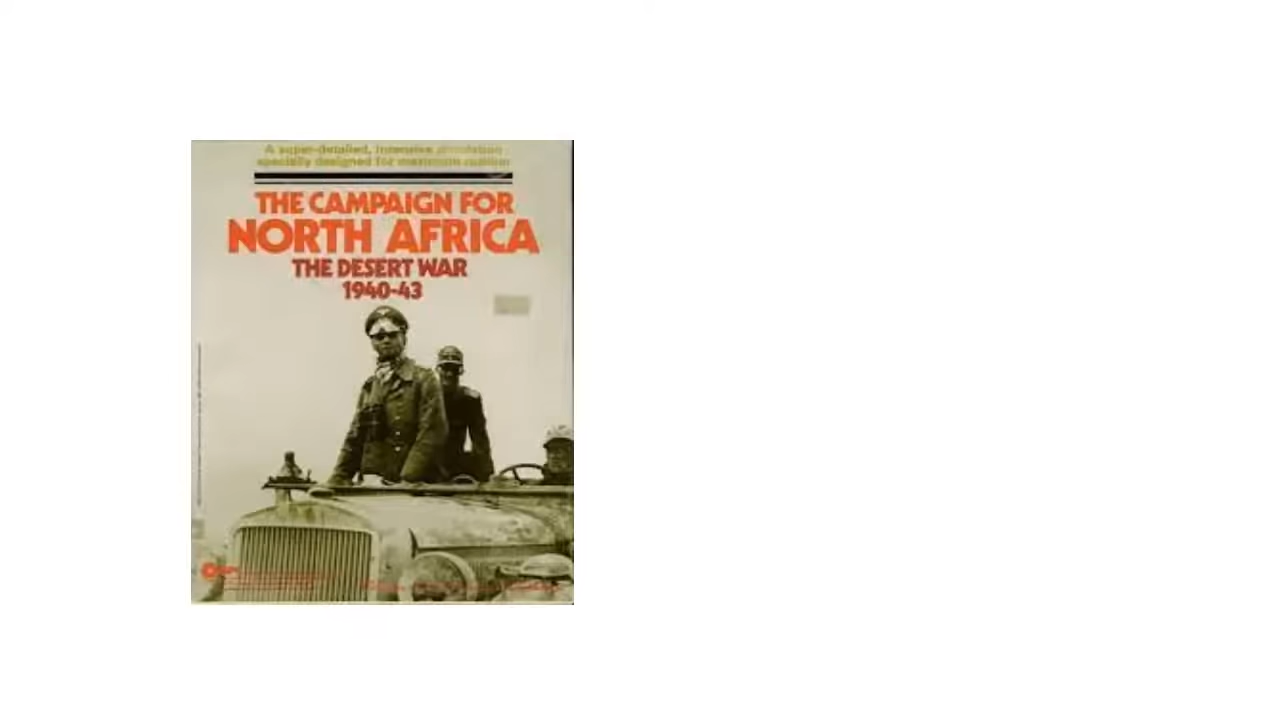 A super-detailed, intensive simulation
specially designed for maximum realism
THE CAMPAIGN FOR
NORTH AFRICA
THE DESERT WAR
1940-43